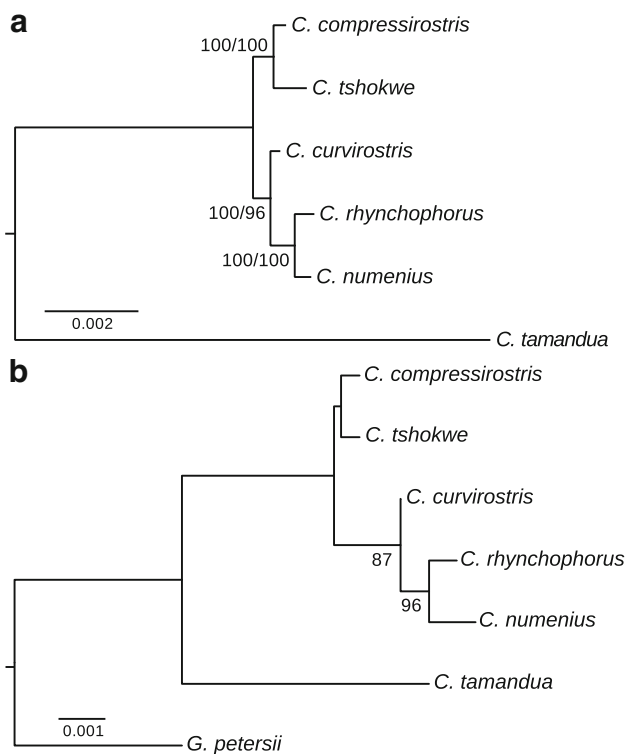 a
C. compressirostris
100/100
C. tshokwe
C. curvirostris
100/96
C. rhynchophorus
100/100
C. numenius
0.002
C. tamandua
b
C. compressirostris
C. tshokwe
C. curvirostris
87
C. rhynchophorus
96
C. numenius
C. tamandua
0.001
G. petersii